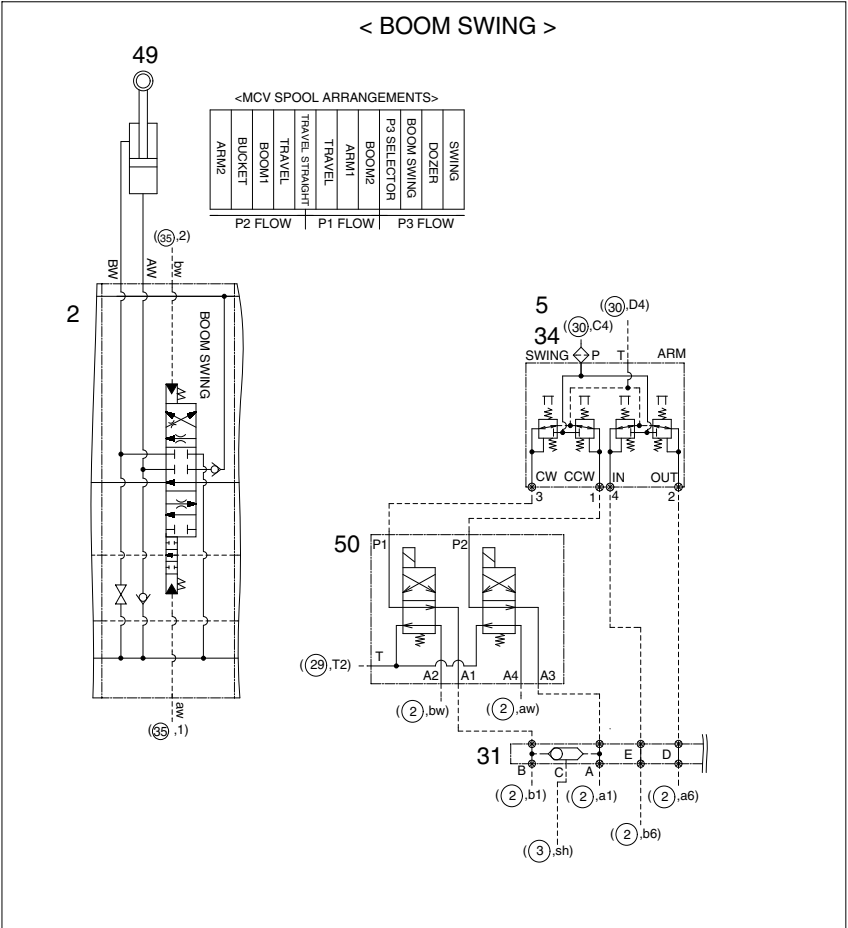 < BOOM SWING >
49
<MCV SPOOL ARRANGEMENTS>
ARM2
BUCKET
BOOM1
TRAVEL
TRAVEL STRAIGHT
TRAVEL
ARM1
BOOM2
P3 SELECTOR
BOOM SWING
DOZER
SWING
P2 FLOW
P1 FLOW
P3 FLOW
(35,2)
BW
AW
bw
2
BOOM SWING
aw
(35,1)
5
(30,D4)
34
(30,C4)
SWING
P
T
ARM
CW
CCW
IN
OUT
3
1
4
2
50
P1
P2
T
(29,T2)
A2
A1
A4
A3
(2,bw)
(2,aw)
31
B
C
A
E
D
(2,b1)
(2,a1)
(2,a6)
(2,b6)
(3,sh)